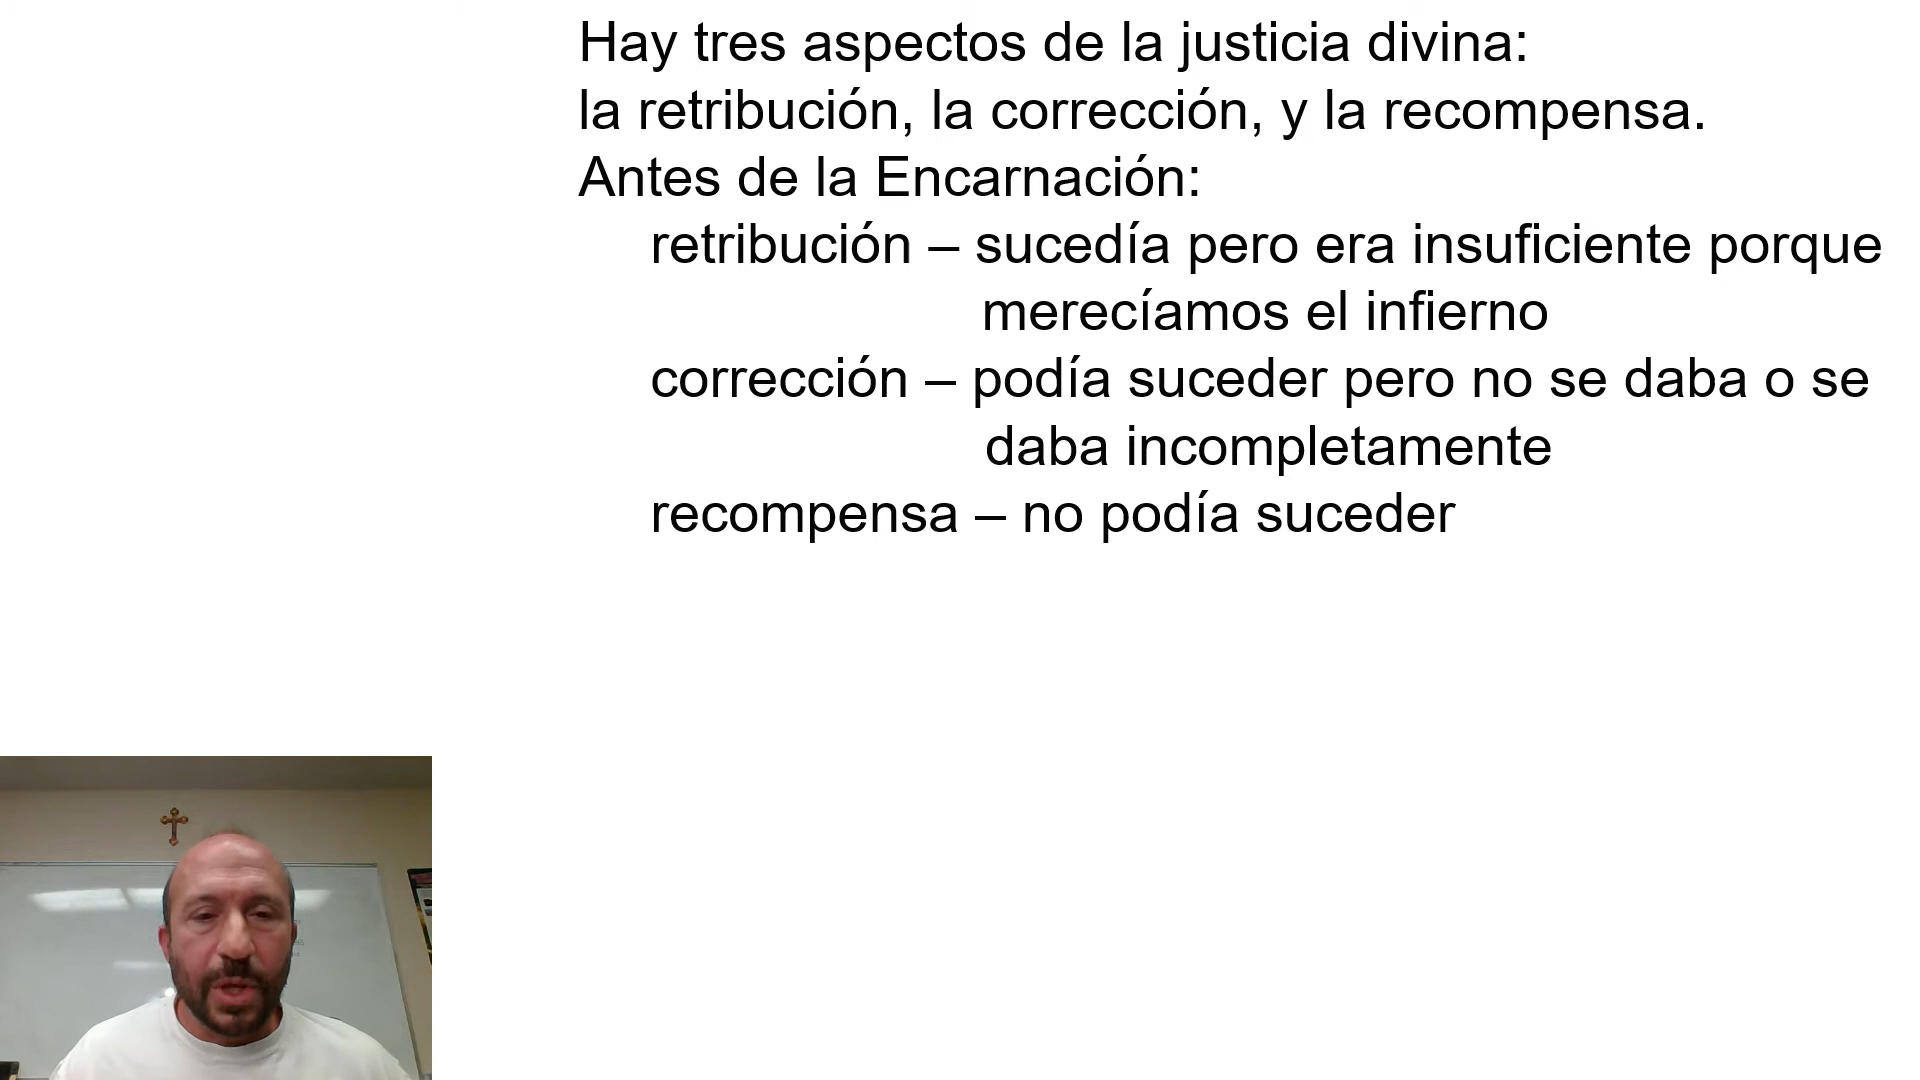 Hay tres aspectos de la justicia divina:
la retribución, la corrección, y la recompensa.
Antes de la Encarnación:
retribución – sucedía pero era insuficiente porque
merecíamos el infierno
corrección – podía suceder pero no se daba o se
daba incompletamente
recompensa – no podía suceder